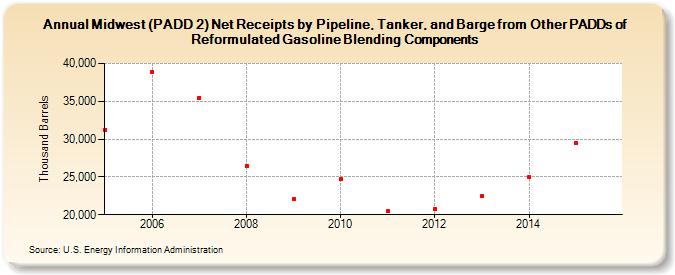 Annual Midwest (PADD 2) Net Receipts by Pipeline, Tanker, and Barge from Other PADDs of
Reformulated Gasoline Blending Components
Thousand Barrels
40,000
35,000
30,000
25,000
20,000
2006
2008
2010
2012
2014
Source: U.S. Energy Information Administration